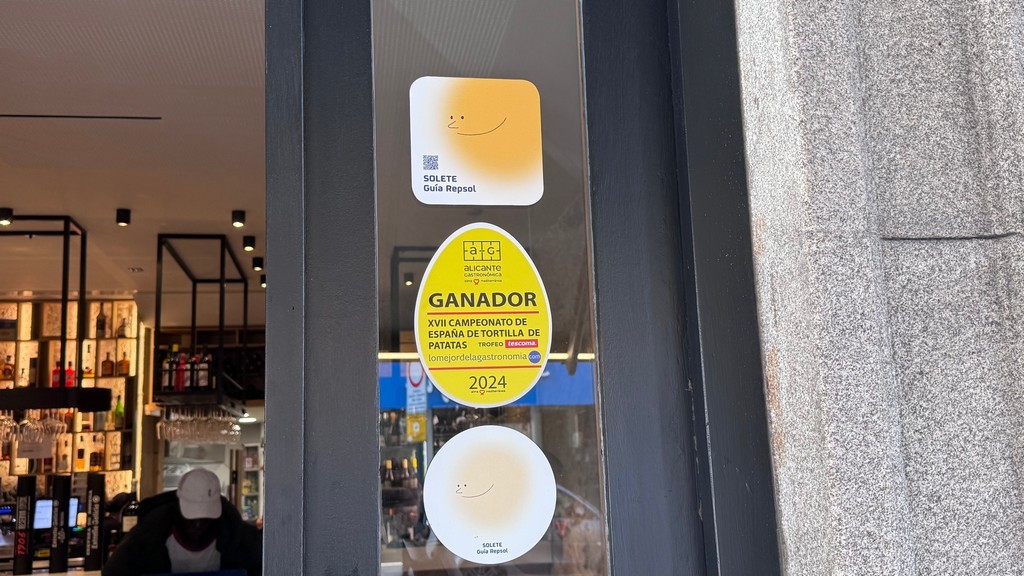 SOLETE
Guía Repsol
a g
ALICANTE
GASTRONÓMICA
GANADOR
XVII CAMPEONATO DE
ESPAÑA DE TORTILLA DE
PATATAS TROFEO tescoma.
lomejordelagastronomia.com
2024
SOLETE
Guía Repsol
1906